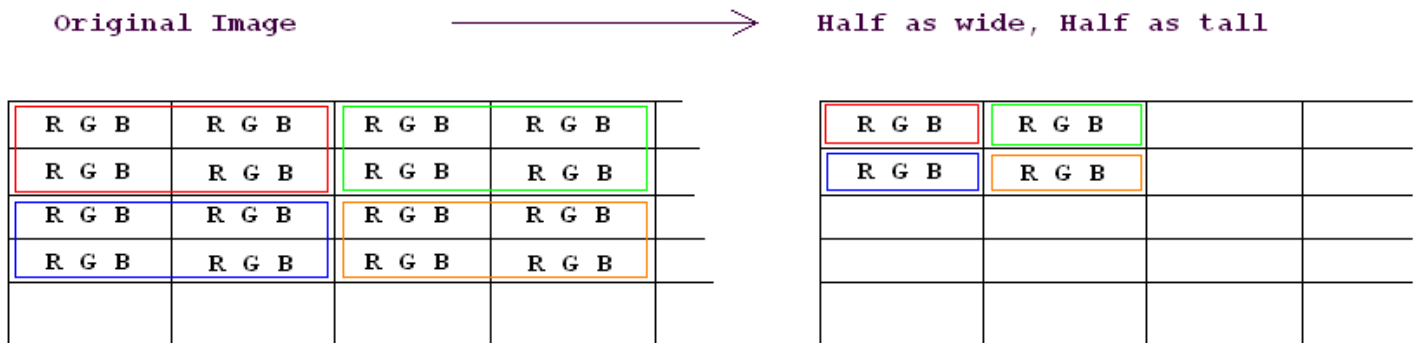 Original Image Half as wide, Half as tall
R G B R G B R G B R G B R G B R G B
R G B R G B R G B R G B R G B R G B
R G B R G B R G B R G B
R G B R G B R G B R G B